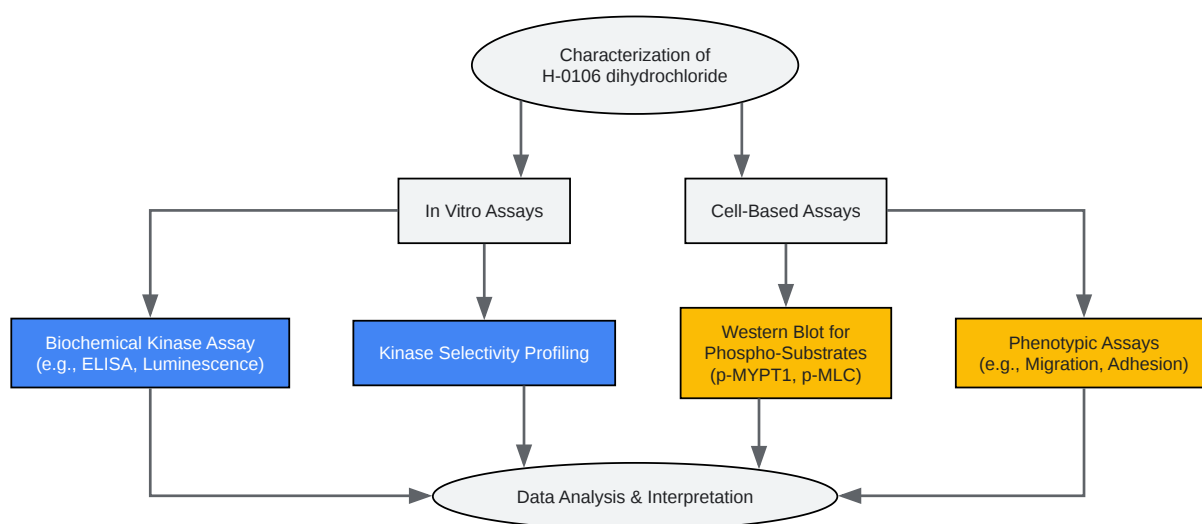 Characterization of
H-0106 dihydrochloride
In Vitro Assays
Cell-Based Assays
Biochemical Kinase Assay
(e.g., ELISA, Luminescence)
Kinase Selectivity Profiling
Western Blot for
Phospho-Substrates
(p-MYPT1, p-MLC)
Phenotypic Assays
(e.g., Migration, Adhesion)
Data Analysis & Interpretation